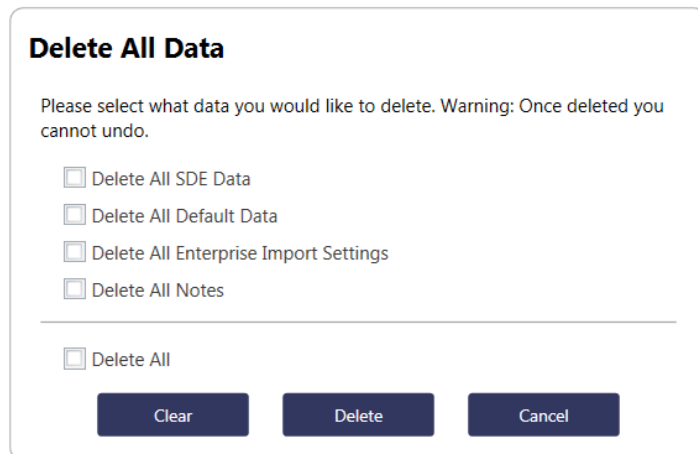 Delete All Data
Please select what data you would like to delete. Warning: Once deleted you
cannot undo.
Delete All SDE Data
Delete All Default Data
Delete All Enterprise Import Settings
Delete All Notes
Delete All
Clear Delete Cancel